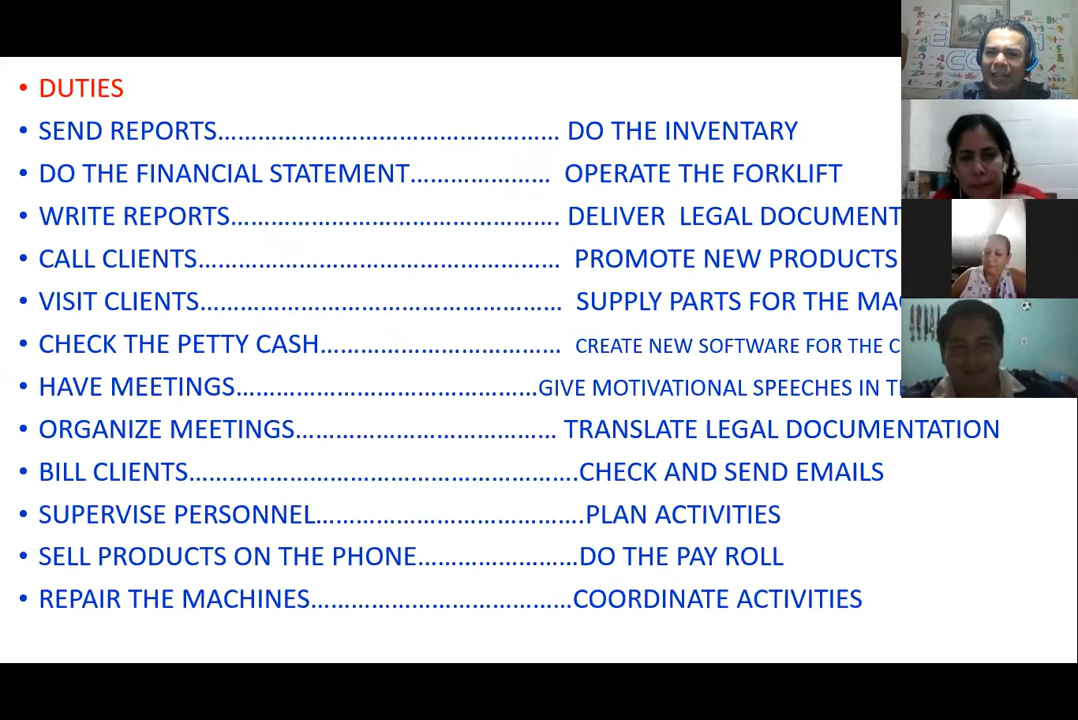 • DUTIES
• SEND REPORTS………………………………………….. DO THE INVENTARY
• DO THE FINANCIAL STATEMENT………………… OPERATE THE FORKLIFT
• WRITE REPORTS…………………………………………. DELIVER LEGAL DOCUMENT
• CALL CLIENTS……………………………………………… PROMOTE NEW PRODUCTS
• VISIT CLIENTS……………………………………………… SUPPLY PARTS FOR THE
• CHECK THE PETTY CASH……………………………… CREATE NEW SOFTWARE FOR THE
• HAVE MEETINGS………………………………………GIVE MOTIVATIONAL SPEECHES IN
• ORGANIZE MEETINGS………………………………… TRANSLATE LEGAL DOCUMENTATION
• BILL CLIENTS………………………………………………….CHECK AND SEND EMAILS
• SUPERVISE PERSONNEL………………………………….PLAN ACTIVITIES
• SELL PRODUCTS ON THE PHONE……………………DO THE PAY ROLL
• REPAIR THE MACHINES…………………………………COORDINATE ACTIVITIES